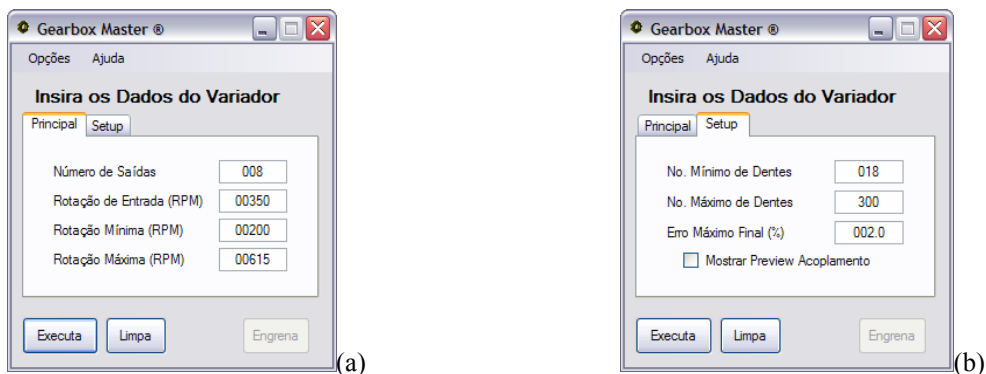 Gearbox Master ®
Opções Ajuda
Insira os Dados do Variador
Principal Setup
Número de Saídas 008
Rotação de Entrada (RPM) 00350
Rotação Mínima (RPM) 00200
Rotação Máxima (RPM) 00615
Executa Limpa Engrena
(a)
Gearbox Master ®
Opções Ajuda
Insira os Dados do Variador
Principal Setup
No. Mínimo de Dentes 018
No. Máximo de Dentes 300
Erro Máximo Final (%) 002.0
Mostrar Preview Acoplamento
Executa Limpa Engrena
(b)